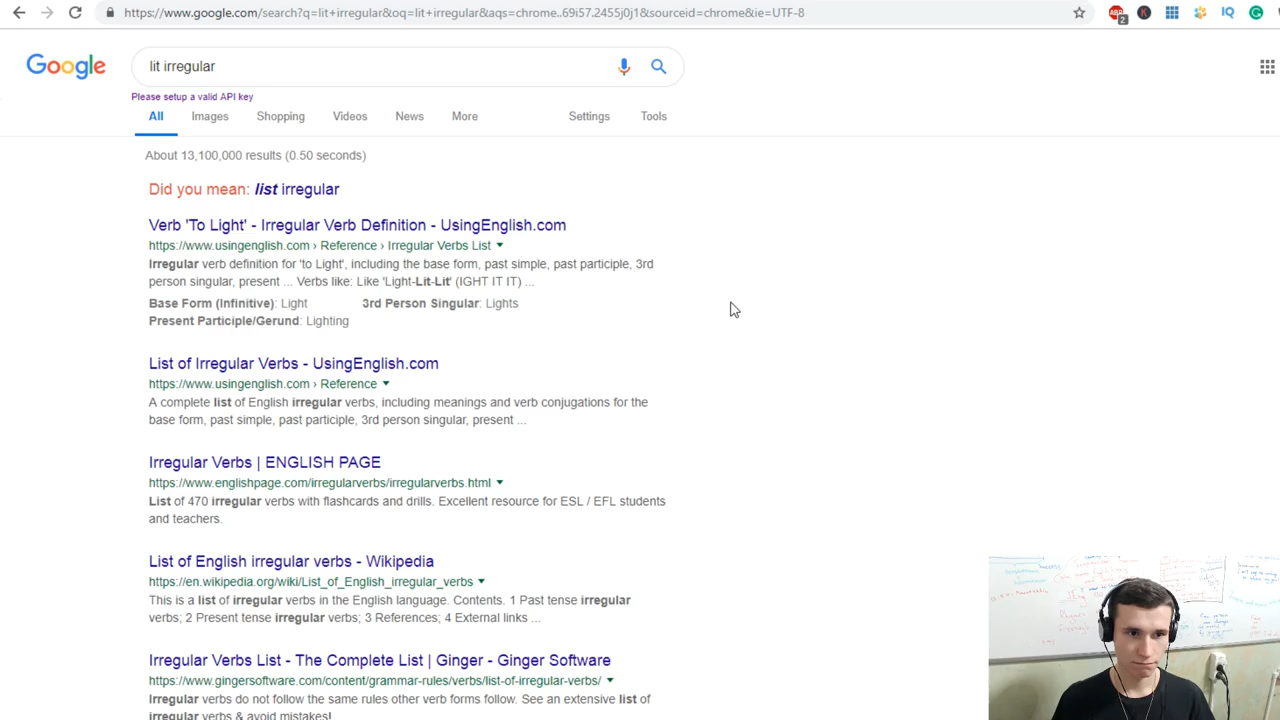 https://www.google.com/search?q=lit+irregular&oq=lit+irregular&aqs=chrome..69i57.2455j0j1&sourceid=chrome&ie=UTF-8
ABP
2
K
IQ
G
Google
lit irregular
Please setup a valid API key
All Images Shopping Videos News More Settings Tools
About 13,100,000 results (0.50 seconds)
Did you mean: list irregular
Verb 'To Light' - Irregular Verb Definition - UsingEnglish.com
https://www.usingenglish.com › Reference › Irregular Verbs List
Irregular verb definition for 'to Light', including the base form, past simple, past participle, 3rd
person singular, present ... Verbs like: Like 'Light-Lit-Lit' (IGHT IT IT) ...
Base Form (Infinitive): Light 3rd Person Singular: Lights
Present Participle/Gerund: Lighting
List of Irregular Verbs - UsingEnglish.com
https://www.usingenglish.com › Reference
A complete list of English irregular verbs, including meanings and verb conjugations for the
base form, past simple, past participle, 3rd person singular, present ...
Irregular Verbs | ENGLISH PAGE
https://www.englishpage.com/irregularverbs/irregularverbs.html
List of 470 irregular verbs with flashcards and drills. Excellent resource for ESL / EFL students
and teachers.
List of English irregular verbs - Wikipedia
https://en.wikipedia.org/wiki/List_of_English_irregular_verbs
This is a list of irregular verbs in the English language. Contents. 1 Past tense irregular
verbs; 2 Present tense irregular verbs; 3 References; 4 External links ...
Irregular Verbs List - The Complete List | Ginger - Ginger Software
https://www.gingersoftware.com/content/grammar-rules/verbs/list-of-irregular-verbs/
Irregular verbs do not follow the same rules other verb forms follow. See an extensive list of
irregular verbs & avoid mistakes!
Success